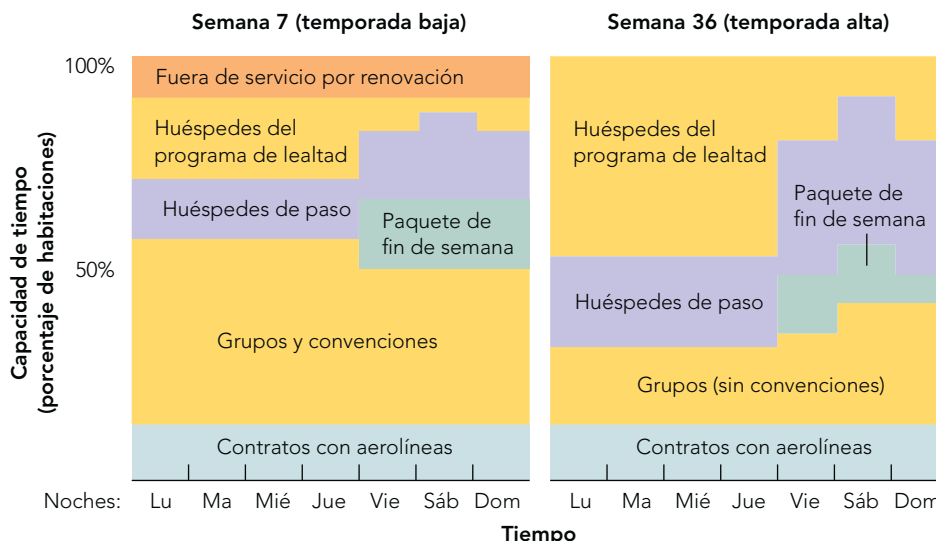 Semana 7 (temporada baja)
Semana 36 (temporada alta)
Capacidad de tiempo
(porcentaje de habitaciones)
100%
50%
Fuera de servicio por renovación
Huéspedes del
programa de lealtad
Huéspedes de paso
Paquete de
fin de semana
Grupos y convenciones
Contratos con aerolíneas
Huéspedes del
programa de lealtad
Paquete de
fin de semana
Huéspedes de paso
Grupos (sin convenciones)
Contratos con aerolíneas
Noches: Lu Ma Mié Jue Vie Sáb Dom Lu Ma Mié Jue Vie Sáb Dom
Tiempo